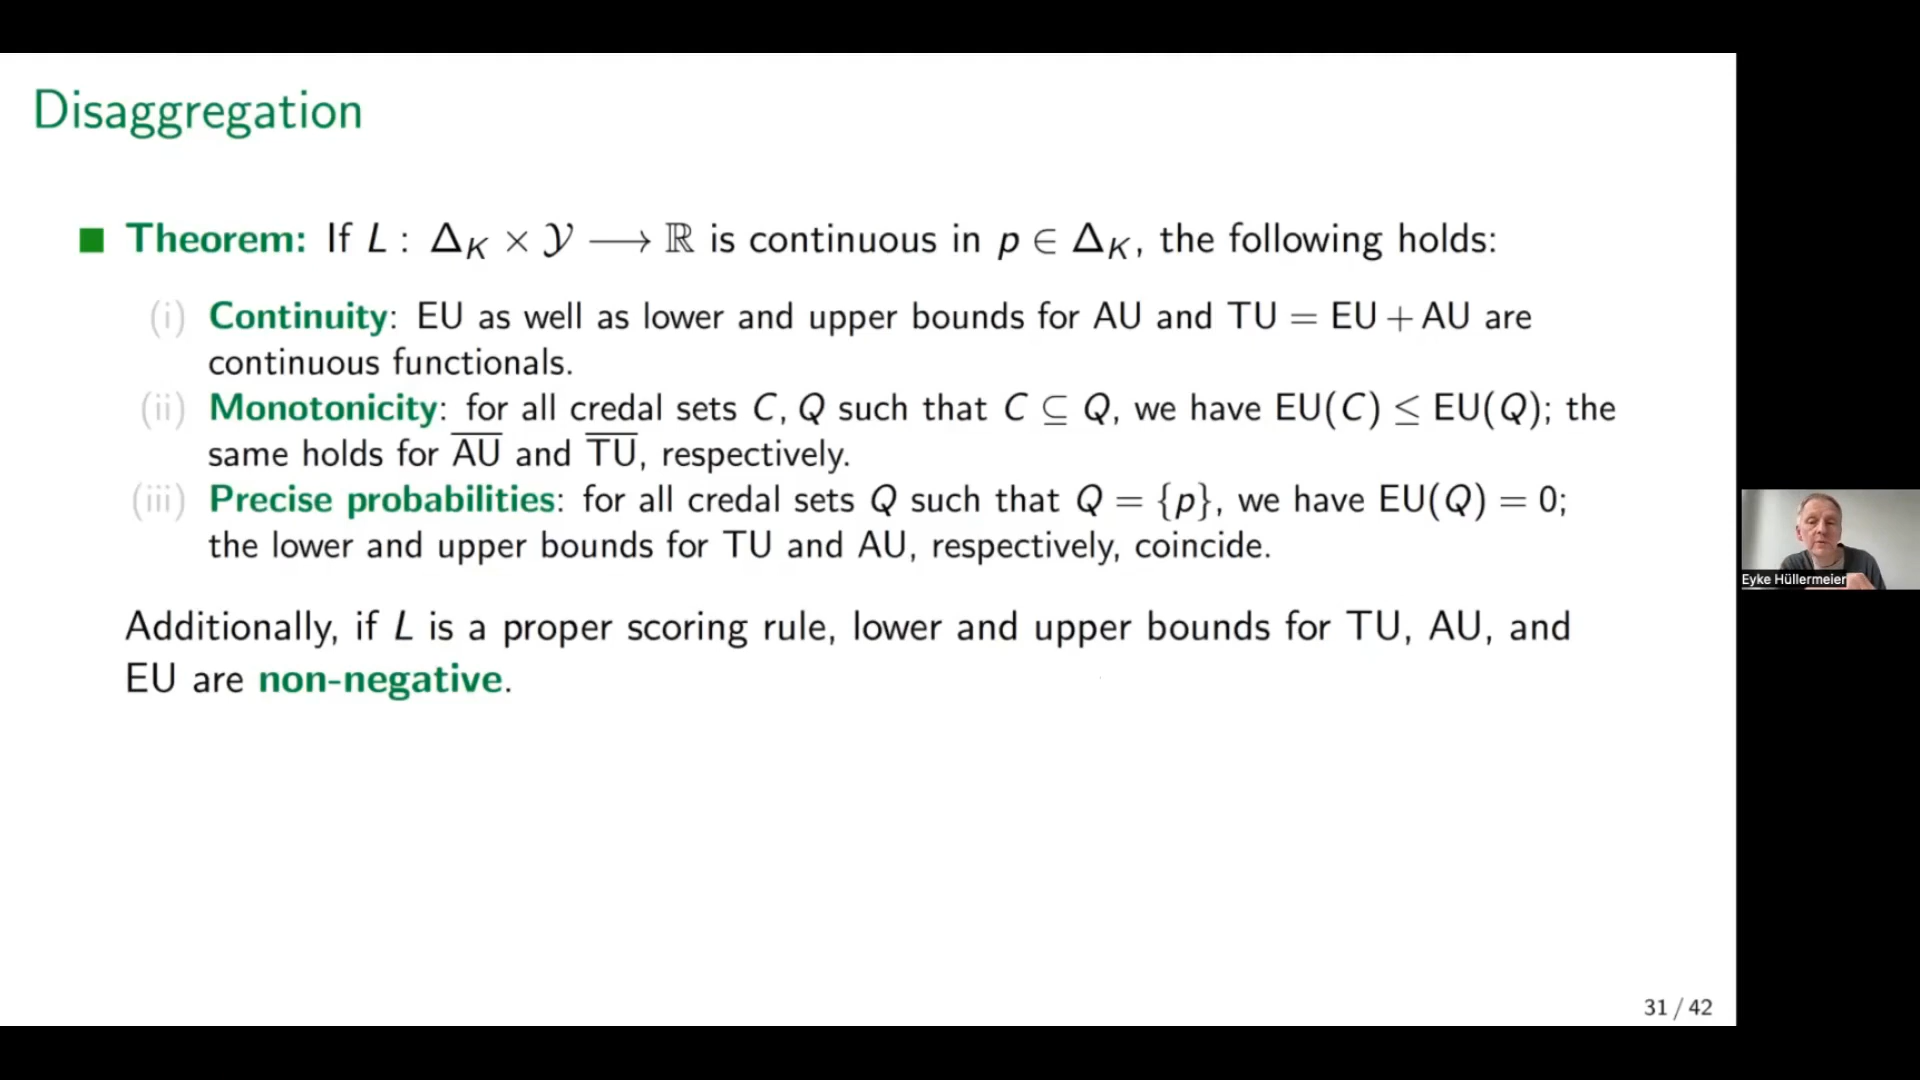 Disaggregation
Theorem: If L : Δ_K × 𝒴 ⟶ ℝ is continuous in p ∈ Δ_K, the following holds:
(i) Continuity: EU as well as lower and upper bounds for AU and TU = EU + AU are
continuous functionals.
(ii) Monotonicity: for all credal sets C, Q such that C ⊆ Q, we have EU(C) ≤ EU(Q); the
same holds for A̅U̅ and T̅U̅, respectively.
(iii) Precise probabilities: for all credal sets Q such that Q = {p}, we have EU(Q) = 0;
the lower and upper bounds for TU and AU, respectively, coincide.
Additionally, if L is a proper scoring rule, lower and upper bounds for TU, AU, and
EU are non-negative.
Eyke Hüllermeier
31 / 42